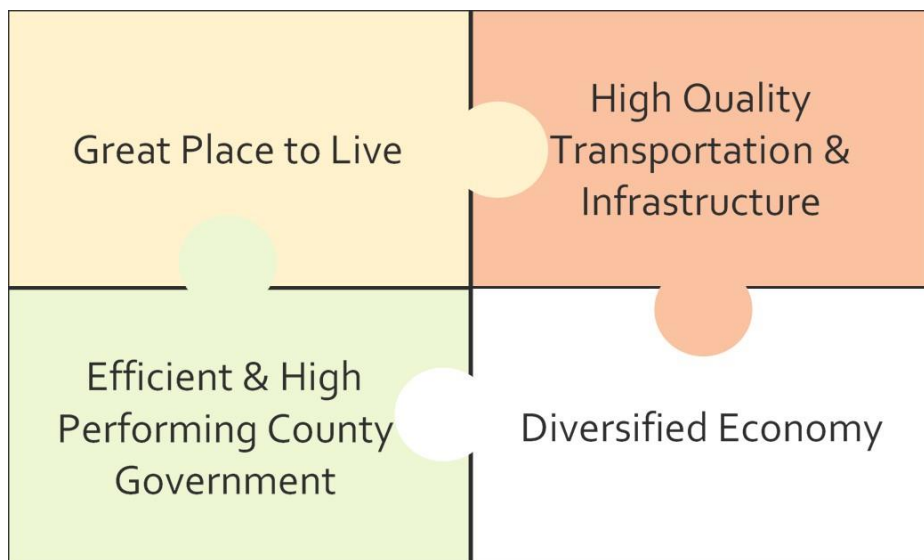 Great Place to Live
High Quality
Transportation &
Infrastructure
Efficient & High
Performing County
Government
Diversified Economy